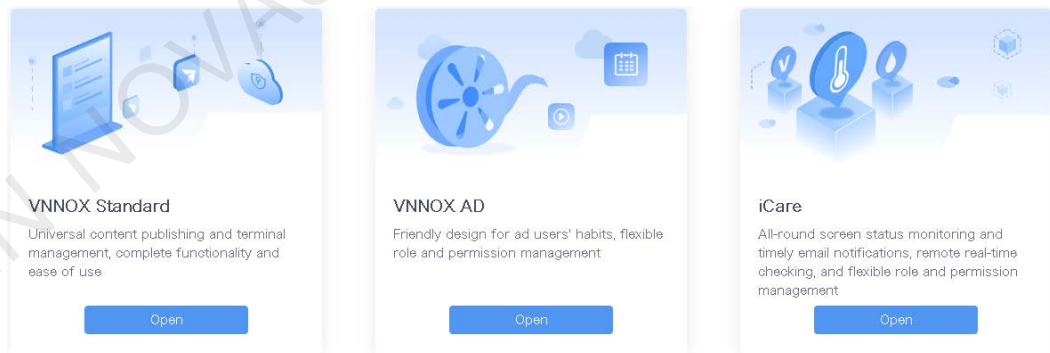 VNNOX Standard
Universal content publishing and terminal
management, complete functionality and
ease of use
Open
VNNOX AD
Friendly design for ad users' habits, flexible
role and permission management
Open
iCare
All-round screen status monitoring and
timely email notifications, remote real-time
checking, and flexible role and permission
management
Open